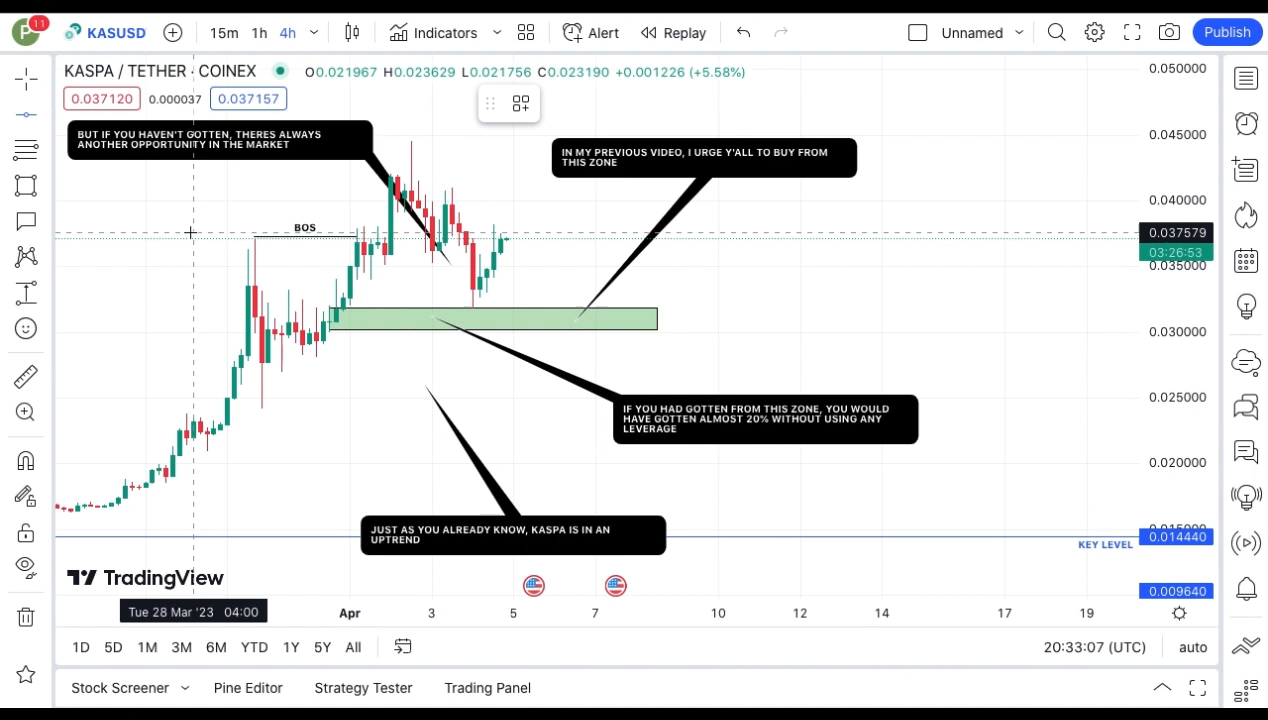 P 11 KASUSD 15m 1h 4h Indicators Alert Replay Unnamed Publish
KASPA / TETHER · COINEX O0.021967 H0.023629 L0.021756 C0.023190 +0.001226 (+5.58%)
0.037120 0.000037 0.037157
BUT IF YOU HAVEN'T GOTTEN, THERES ALWAYS
ANOTHER OPPORTUNITY IN THE MARKET
IN MY PREVIOUS VIDEO, I URGE Y'ALL TO BUY FROM
THIS ZONE
BOS
IF YOU HAD GOTTEN FROM THIS ZONE, YOU WOULD
HAVE GOTTEN ALMOST 20% WITHOUT USING ANY
LEVERAGE
JUST AS YOU ALREADY KNOW, KASPA IS IN AN
UPTREND
KEY LEVEL
0.050000
0.045000
0.040000
0.037579
03:26:53
0.035000
0.030000
0.025000
0.020000
0.015000
0.014440
0.009640
TradingView
Tue 28 Mar '23 04:00 Apr 3 5 7 10 12 14 17 19
1D 5D 1M 3M 6M YTD 1Y 5Y All 20:33:07 (UTC) auto
Stock Screener Pine Editor Strategy Tester Trading Panel